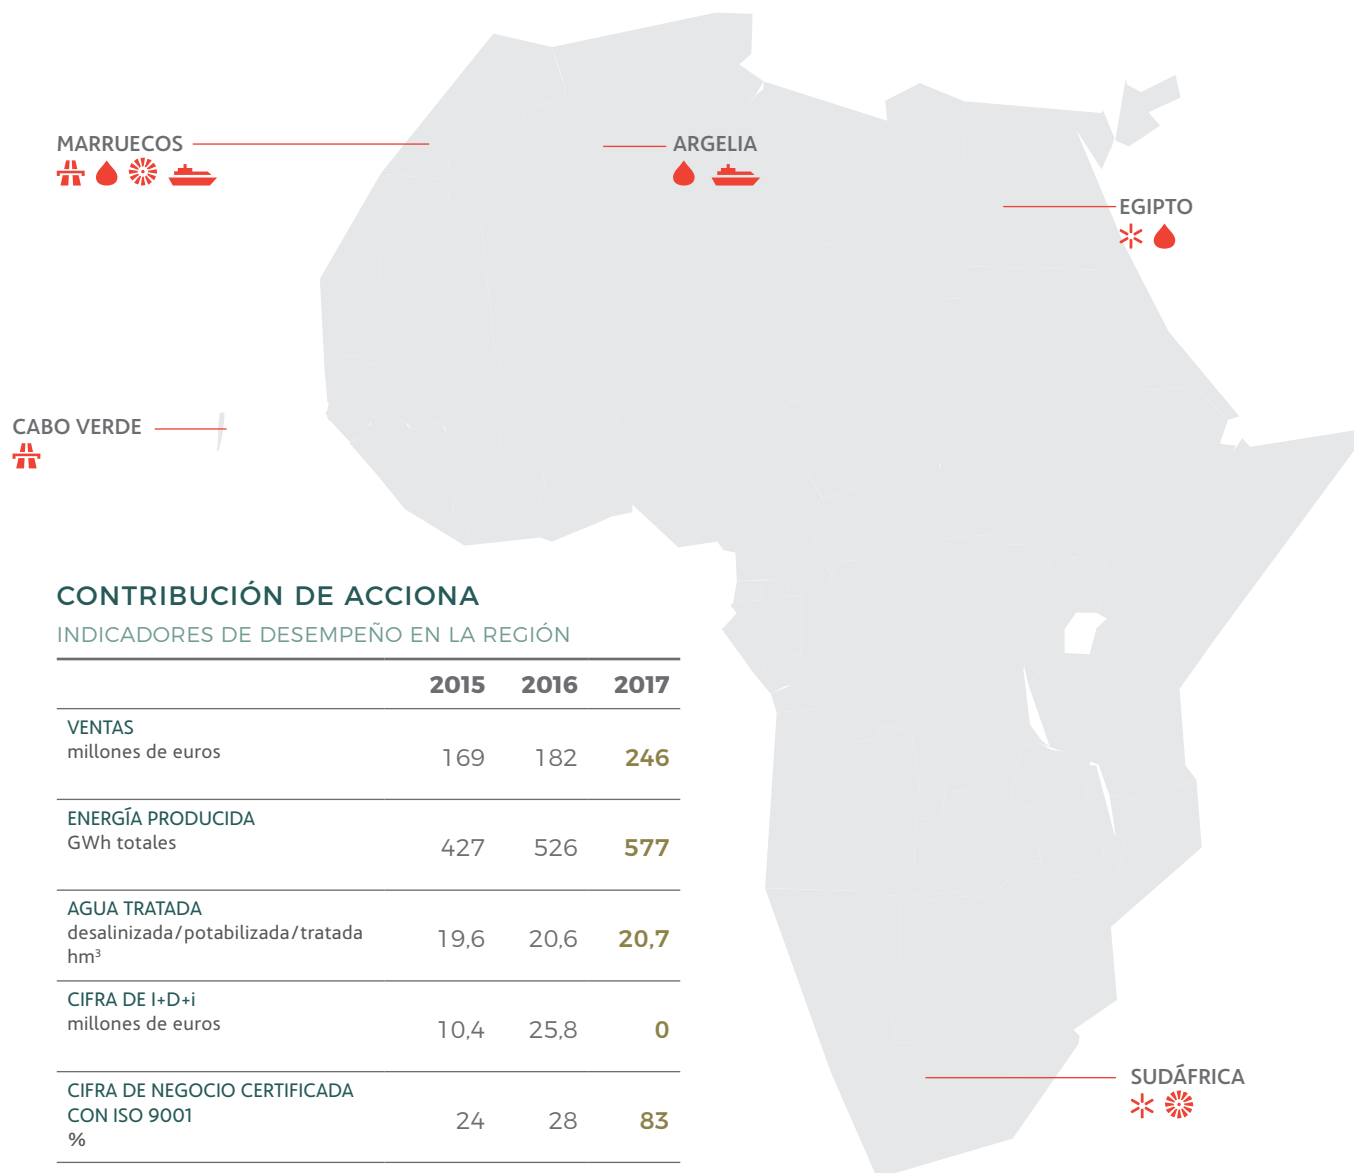 MARRUECOS
ARGELIA
EGIPTO
CABO VERDE
CONTRIBUCIÓN DE ACCIONA
INDICADORES DE DESEMPEÑO EN LA REGIÓN
2015 2016 2017
VENTAS
millones de euros
169 182 246
ENERGÍA PRODUCIDA
GWh totales
427 526 577
AGUA TRATADA
desalinizada/potabilizada/tratada
hm³
19,6 20,6 20,7
CIFRA DE I+D+i
millones de euros
10,4 25,8 0
CIFRA DE NEGOCIO CERTIFICADA
CON ISO 9001
%
24 28 83
SUDÁFRICA